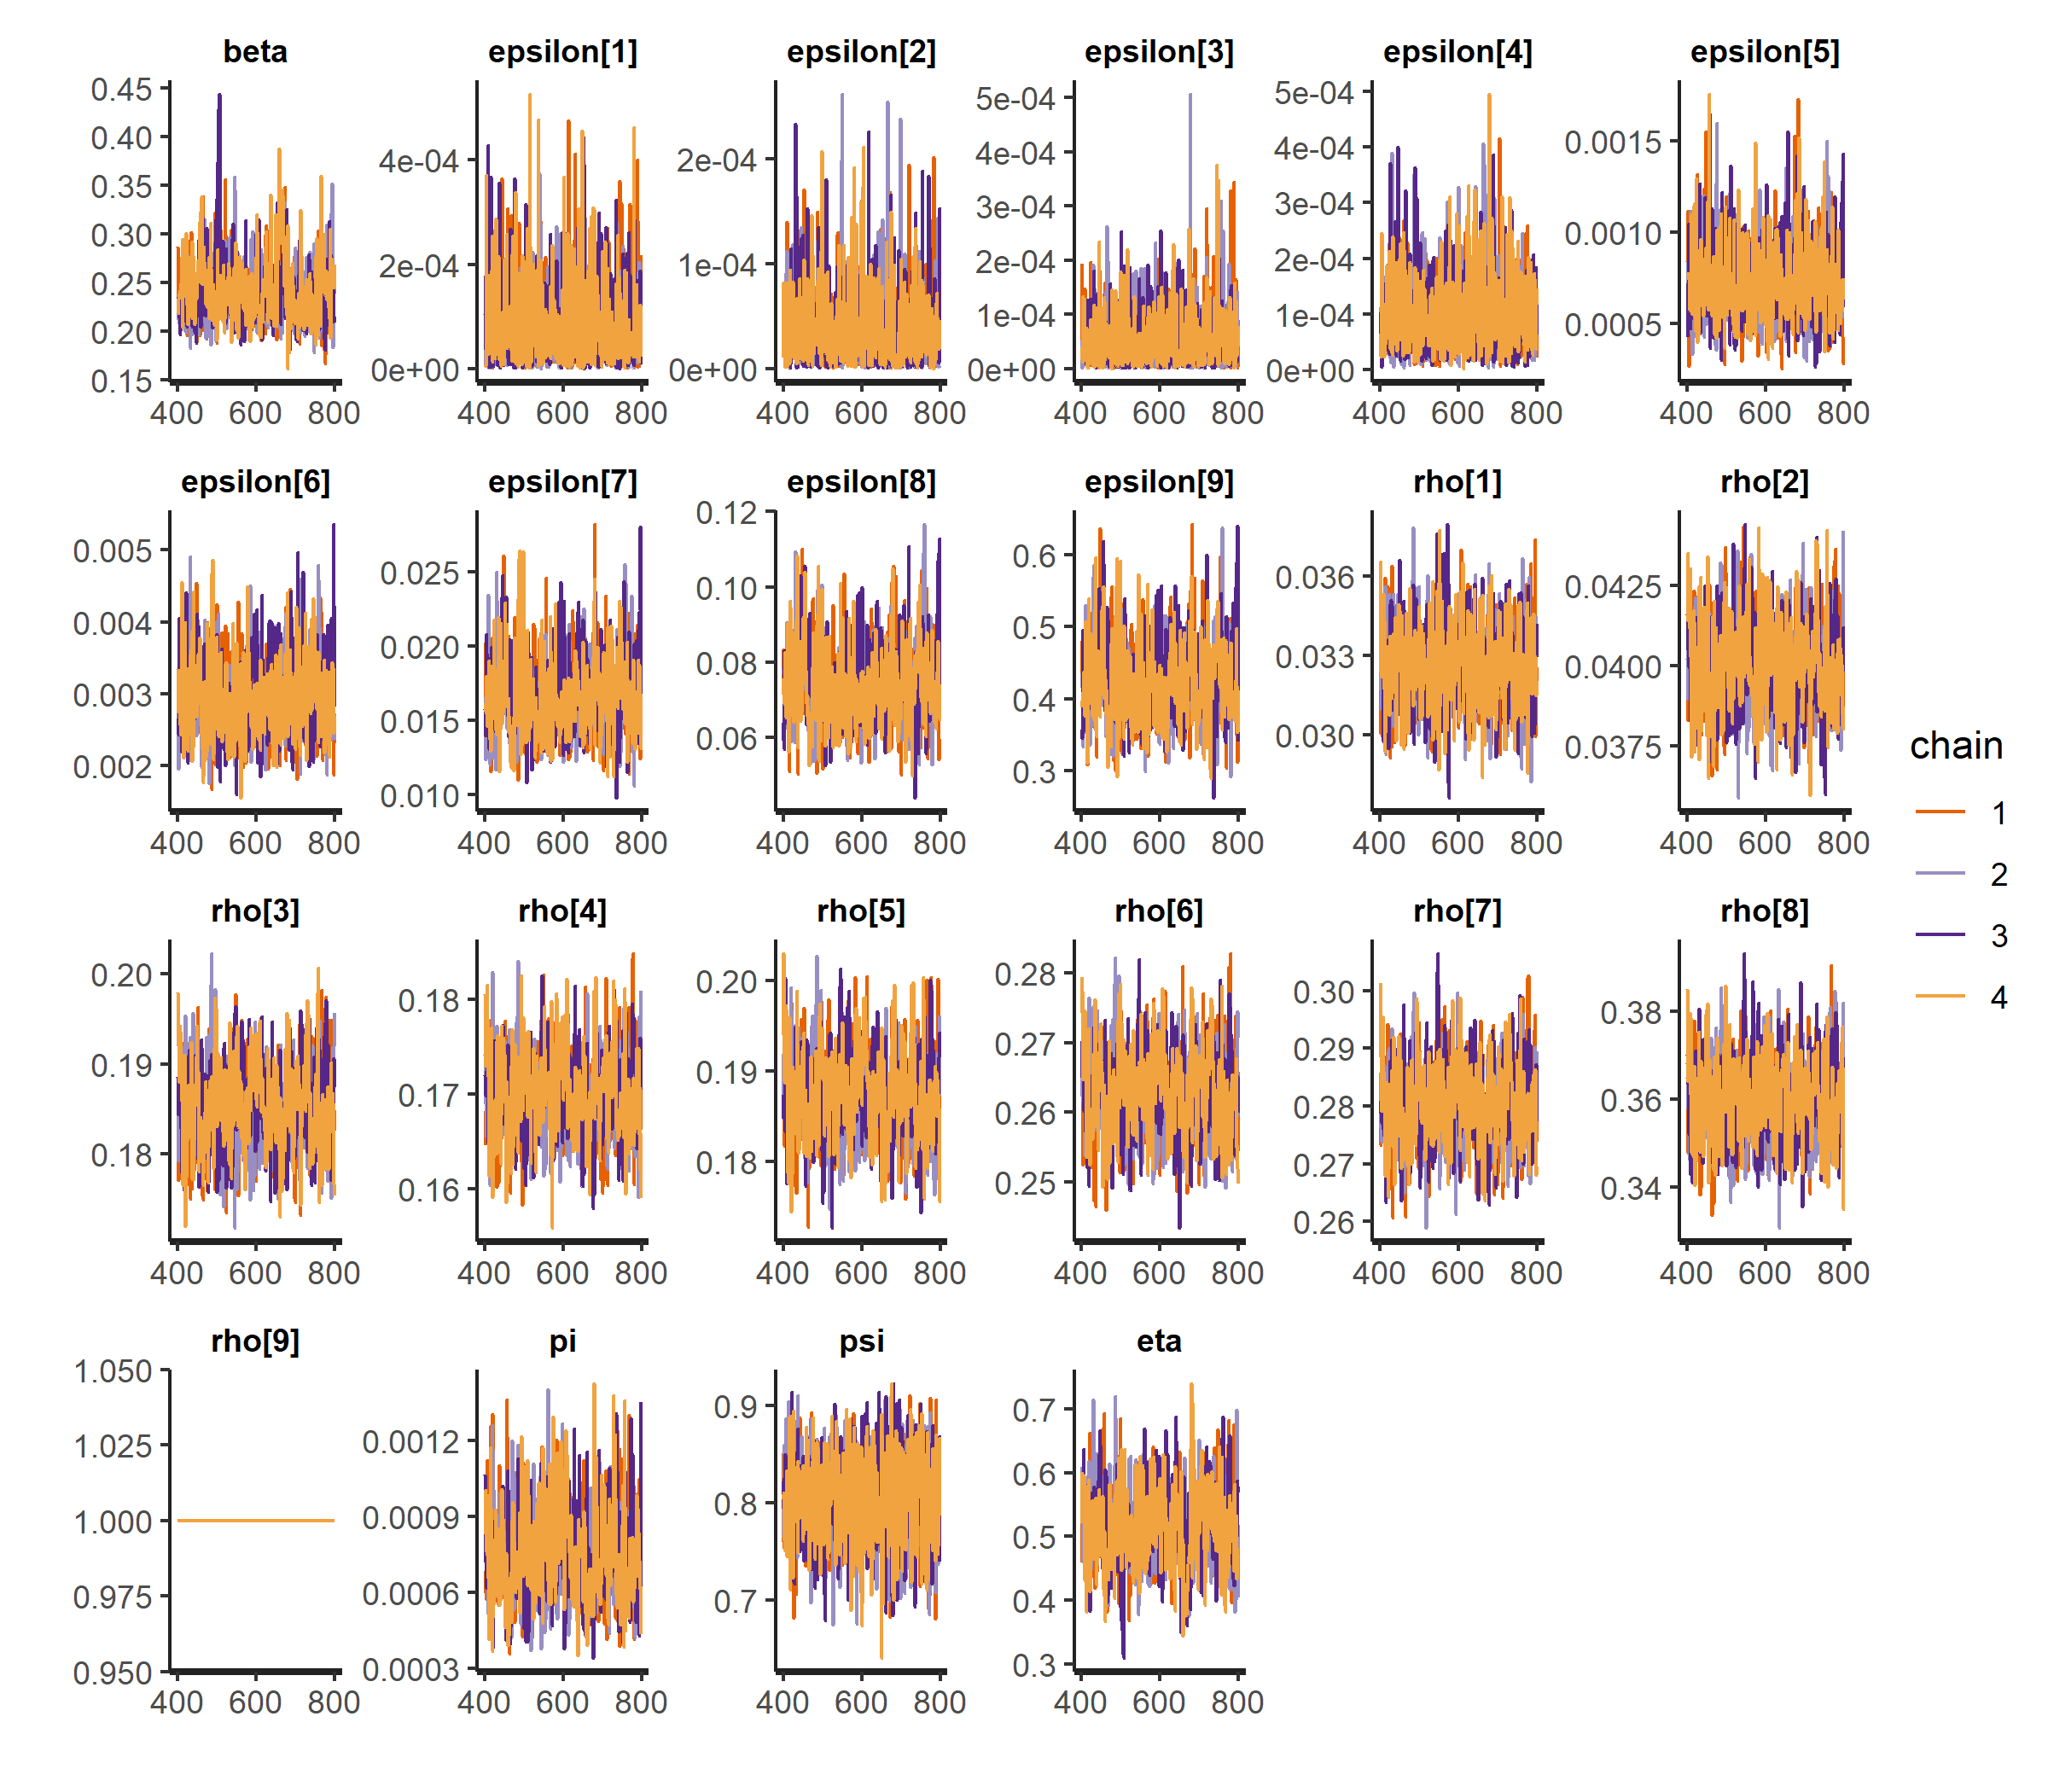 beta epsilon[1] epsilon[2] epsilon[3] epsilon[4] epsilon[5]
0.45
0.40
0.35
0.30
0.25
0.20
0.15
4e-04
2e-04
0e+00
2e-04
1e-04
0e+00
5e-04
4e-04
3e-04
2e-04
1e-04
0e+00
5e-04
4e-04
3e-04
2e-04
1e-04
0e+00
0.0015
0.0010
0.0005
400 600 800 400 600 800 400 600 800 400 600 800 400 600 800 400 600 800
epsilon[6] epsilon[7] epsilon[8] epsilon[9] rho[1] rho[2]
0.005
0.004
0.003
0.002
0.025
0.020
0.015
0.010
0.12
0.10
0.08
0.06
0.6
0.5
0.4
0.3
0.036
0.033
0.030
0.0425
0.0400
0.0375
400 600 800 400 600 800 400 600 800 400 600 800 400 600 800 400 600 800
rho[3] rho[4] rho[5] rho[6] rho[7] rho[8]
0.20
0.19
0.18
0.18
0.17
0.16
0.20
0.19
0.18
0.28
0.27
0.26
0.25
0.30
0.29
0.28
0.27
0.26
0.38
0.36
0.34
400 600 800 400 600 800 400 600 800 400 600 800 400 600 800 400 600 800
rho[9] pi psi eta
1.050
1.025
1.000
0.975
0.950
0.0012
0.0009
0.0006
0.0003
0.9
0.8
0.7
0.7
0.6
0.5
0.4
0.3
400 600 800 400 600 800 400 600 800 400 600 800
chain
1
2
3
4